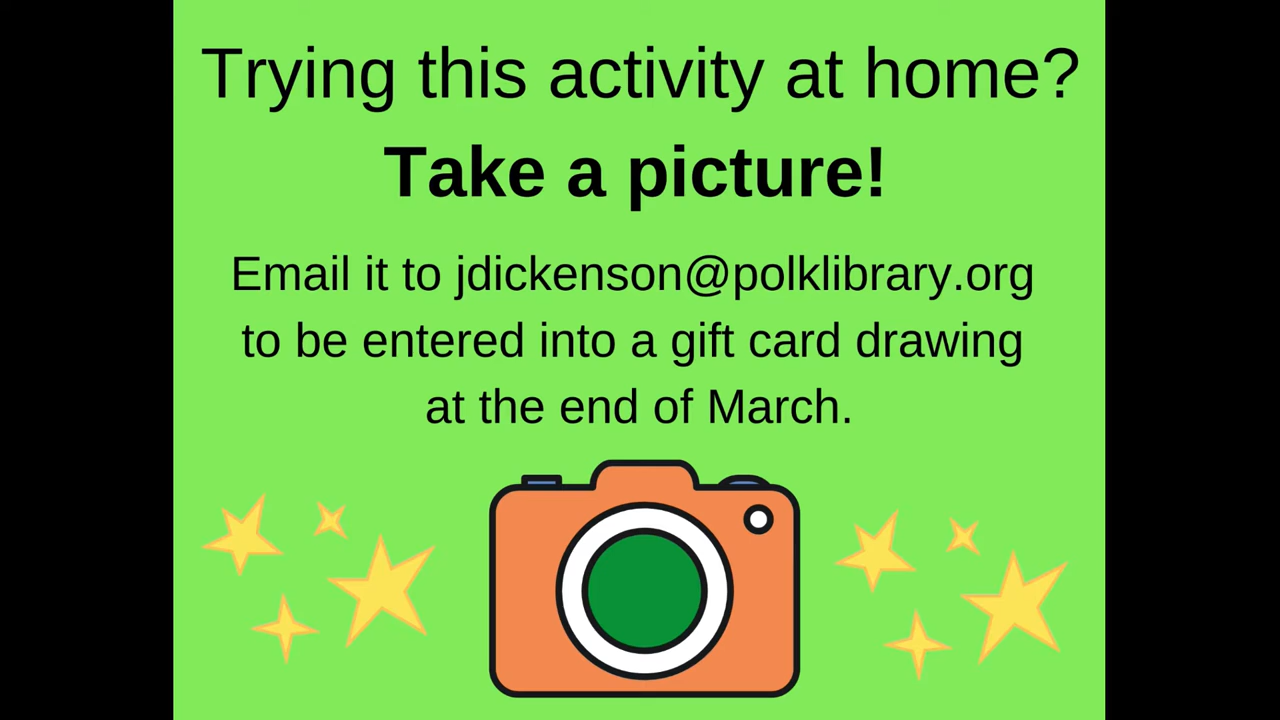 Trying this activity at home?
Take a picture!
Email it to jdickenson@polklibrary.org
to be entered into a gift card drawing
at the end of March.